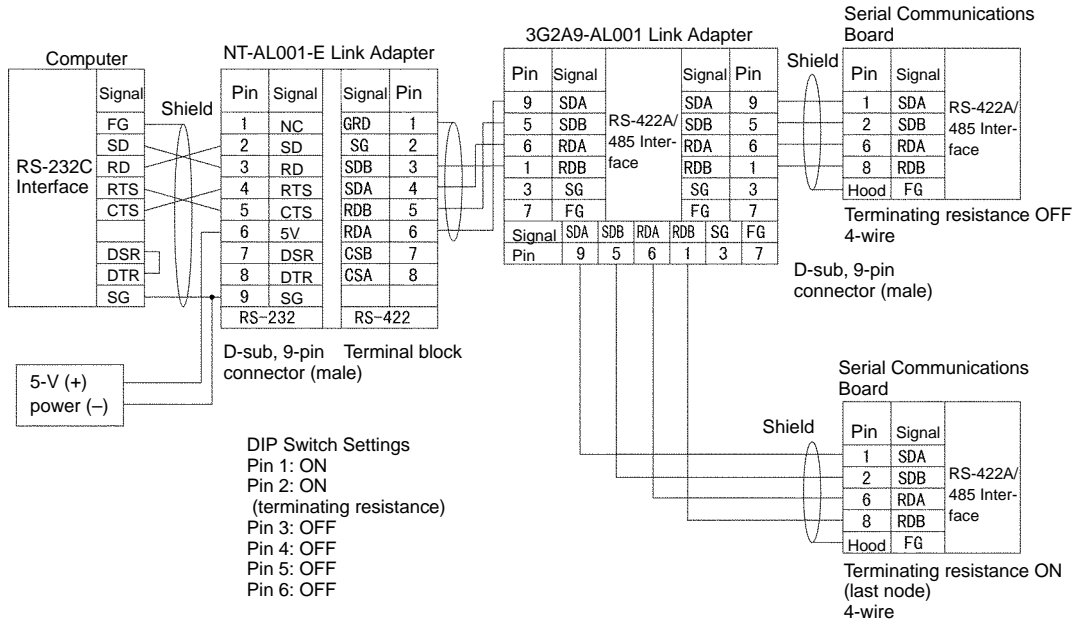 Computer
Signal
FG
SD
RD
RTS
CTS
DSR
DTR
SG
RS-232C
Interface
Shield
5-V (+)
power (–)
NT-AL001-E Link Adapter
Pin Signal Signal Pin
1 NC GRD 1
2 SD SG 2
3 RD SDB 3
4 RTS SDA 4
5 CTS RDB 5
6 5V RDA 6
7 DSR CSB 7
8 DTR CSA 8
9 SG
RS-232 RS-422
D-sub, 9-pin
connector (male)
Terminal block
DIP Switch Settings
Pin 1: ON
Pin 2: ON
(terminating resistance)
Pin 3: OFF
Pin 4: OFF
Pin 5: OFF
Pin 6: OFF
3G2A9-AL001 Link Adapter
Pin Signal Signal Pin
9 SDA SDA 9
5 SDB SDB 5
6 RDA RDA 6
1 RDB RDB 1
3 SG SG 3
7 FG FG 7
RS-422A/
485 Inter-
face
Signal SDA SDB RDA RDB SG FG
Pin 9 5 6 1 3 7
D-sub, 9-pin
connector (male)
Shield
Serial Communications
Board
Pin Signal
1 SDA
2 SDB
6 RDA
8 RDB
Hood FG
RS-422A/
485 Inter-
face
Terminating resistance OFF
4-wire
Shield
Serial Communications
Board
Pin Signal
1 SDA
2 SDB
6 RDA
8 RDB
Hood FG
RS-422A/
485 Inter-
face
Terminating resistance ON
(last node)
4-wire